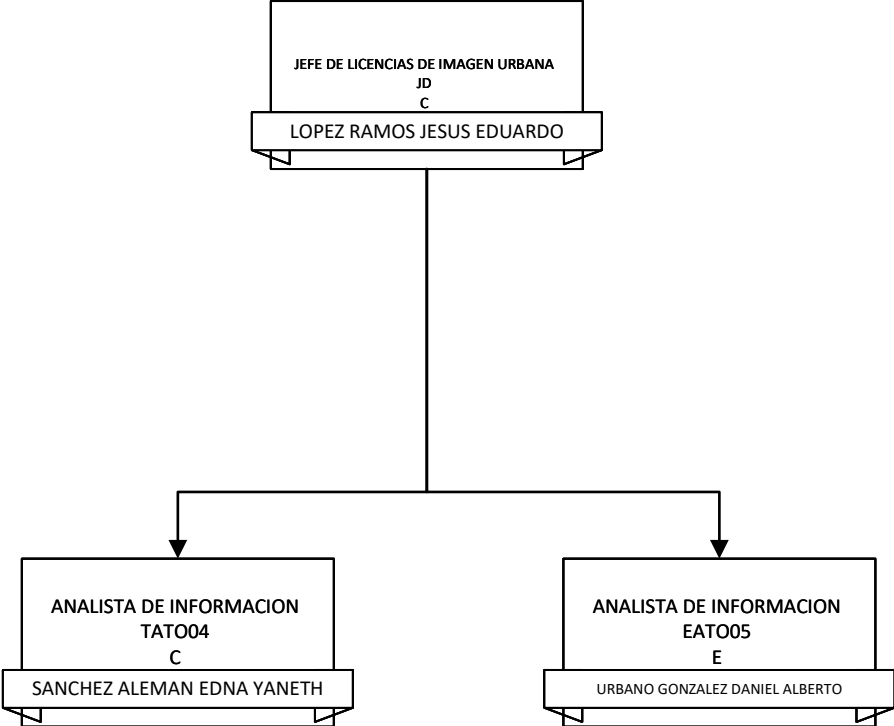 JEFE DE LICENCIAS DE IMAGEN URBANA
JD
C
LOPEZ RAMOS JESUS EDUARDO
ANALISTA DE INFORMACION
TATO04
C
SANCHEZ ALEMAN EDNA YANETH
ANALISTA DE INFORMACION
EATO05
E
URBANO GONZALEZ DANIEL ALBERTO